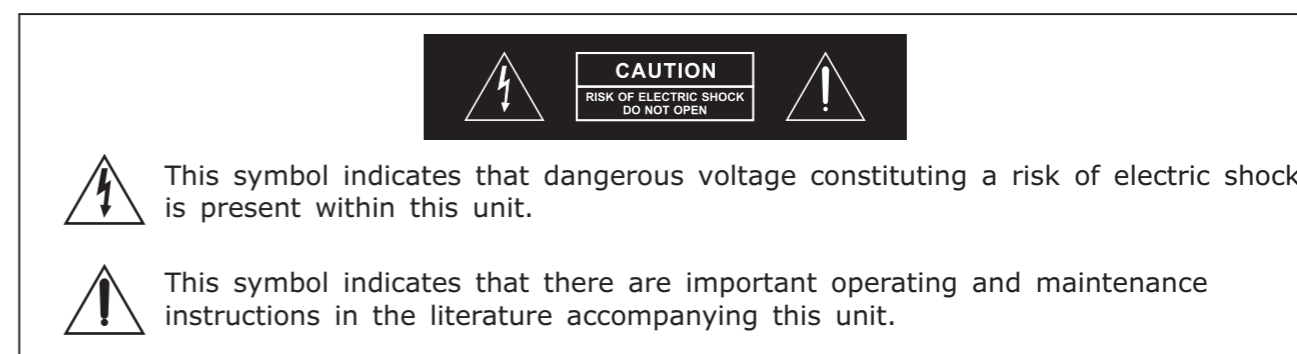 CAUTION
RISK OF ELECTRIC SHOCK
DO NOT OPEN
This symbol indicates that dangerous voltage constituting a risk of electric shock
is present within this unit.
This symbol indicates that there are important operating and maintenance
instructions in the literature accompanying this unit.